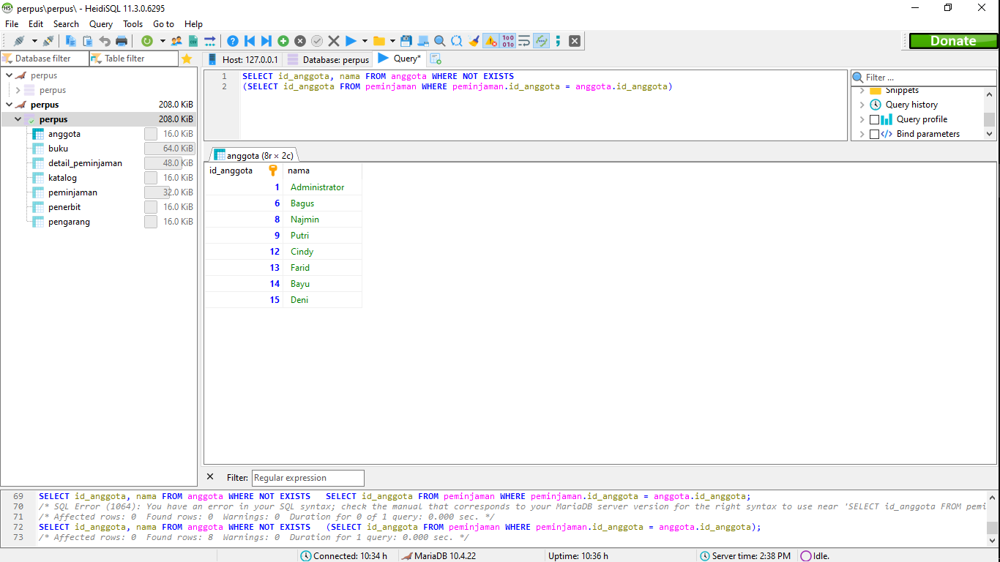 perpus\perpus\ - HeidiSQL 11.3.0.6295
File Edit Search Query Tools Go to Help
Donate
Database filter Table filter
Host: 127.0.0.1 Database: perpus Query*
perpus
perpus
perpus 208.0 KiB
perpus 208.0 KiB
anggota 16.0 KiB
buku 64.0 KiB
detail_peminjaman 48.0 KiB
katalog 16.0 KiB
peminjaman 32.0 KiB
penerbit 16.0 KiB
pengarang 16.0 KiB
1 SELECT id_anggota, nama FROM anggota WHERE NOT EXISTS
2 (SELECT id_anggota FROM peminjaman WHERE peminjaman.id_anggota = anggota.id_anggota)
Filter ...
Snippets
Query history
Query profile
Bind parameters
anggota (8r × 2c)
id_anggota nama
1 Administrator
6 Bagus
8 Najmin
9 Putri
12 Cindy
13 Farid
14 Bayu
15 Deni
Filter: Regular expression
69 SELECT id_anggota, nama FROM anggota WHERE NOT EXISTS SELECT id_anggota FROM peminjaman WHERE peminjaman.id_anggota = anggota.id_anggota;
70 /* SQL Error (1064): You have an error in your SQL syntax; check the manual that corresponds to your MariaDB server version for the right syntax to use near 'SELECT id_anggota FROM pemi
71 /* Affected rows: 0 Found rows: 0 Warnings: 0 Duration for 0 of 1 query: 0.000 sec. */
72 SELECT id_anggota, nama FROM anggota WHERE NOT EXISTS (SELECT id_anggota FROM peminjaman WHERE peminjaman.id_anggota = anggota.id_anggota);
73 /* Affected rows: 0 Found rows: 8 Warnings: 0 Duration for 1 query: 0.000 sec. */
Connected: 10:34 h MariaDB 10.4.22 Uptime: 10:36 h Server time: 2:38 PM Idle.